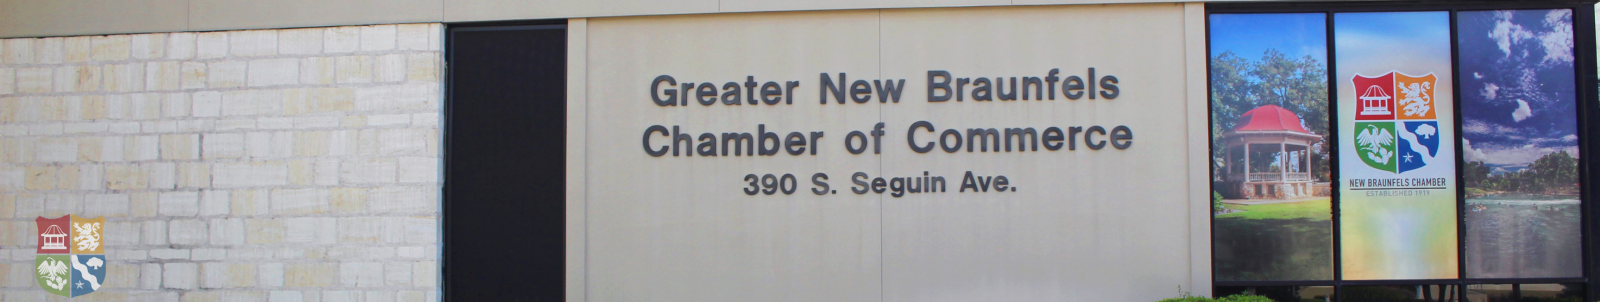 Greater New Braunfels
Chamber of Commerce
390 S. Seguin Ave.
NEW BRAUNFELS CHAMBER
ESTABLISHED 1919